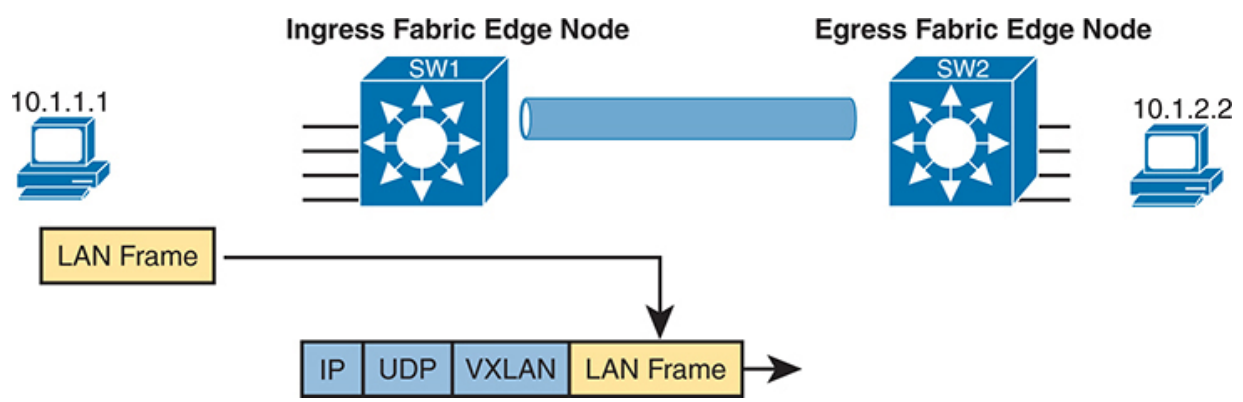 Ingress Fabric Edge Node
Egress Fabric Edge Node
SW1
SW2
10.1.1.1
10.1.2.2
LAN Frame
IP UDP VXLAN LAN Frame